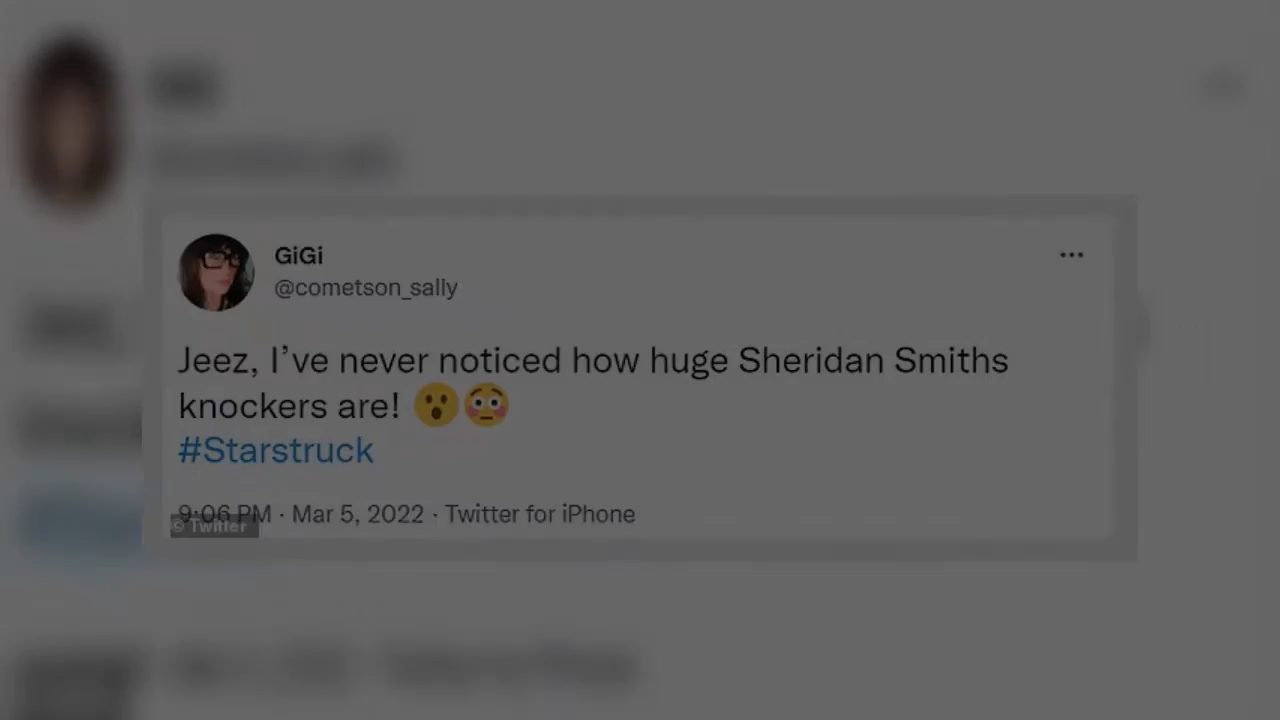 GiGi
@cometson_sally
Jeez, I’ve never noticed how huge Sheridan Smiths
knockers are! 😮😳
#Starstruck
9:06 PM · Mar 5, 2022 · Twitter for iPhone
© Twitter